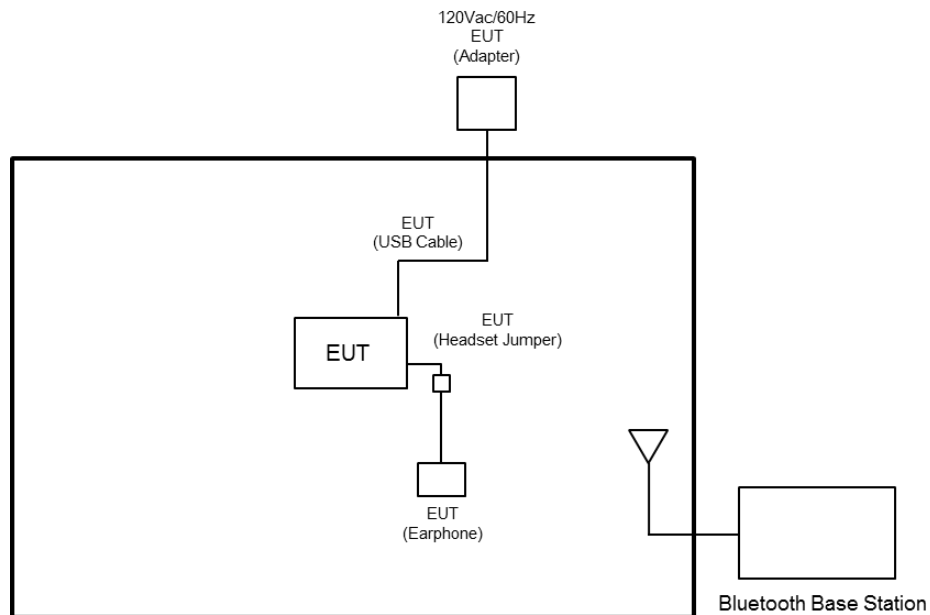 120Vac/60Hz
EUT
(Adapter)
EUT
(USB Cable)
EUT
EUT
(Headset Jumper)
EUT
(Earphone)
Bluetooth Base Station